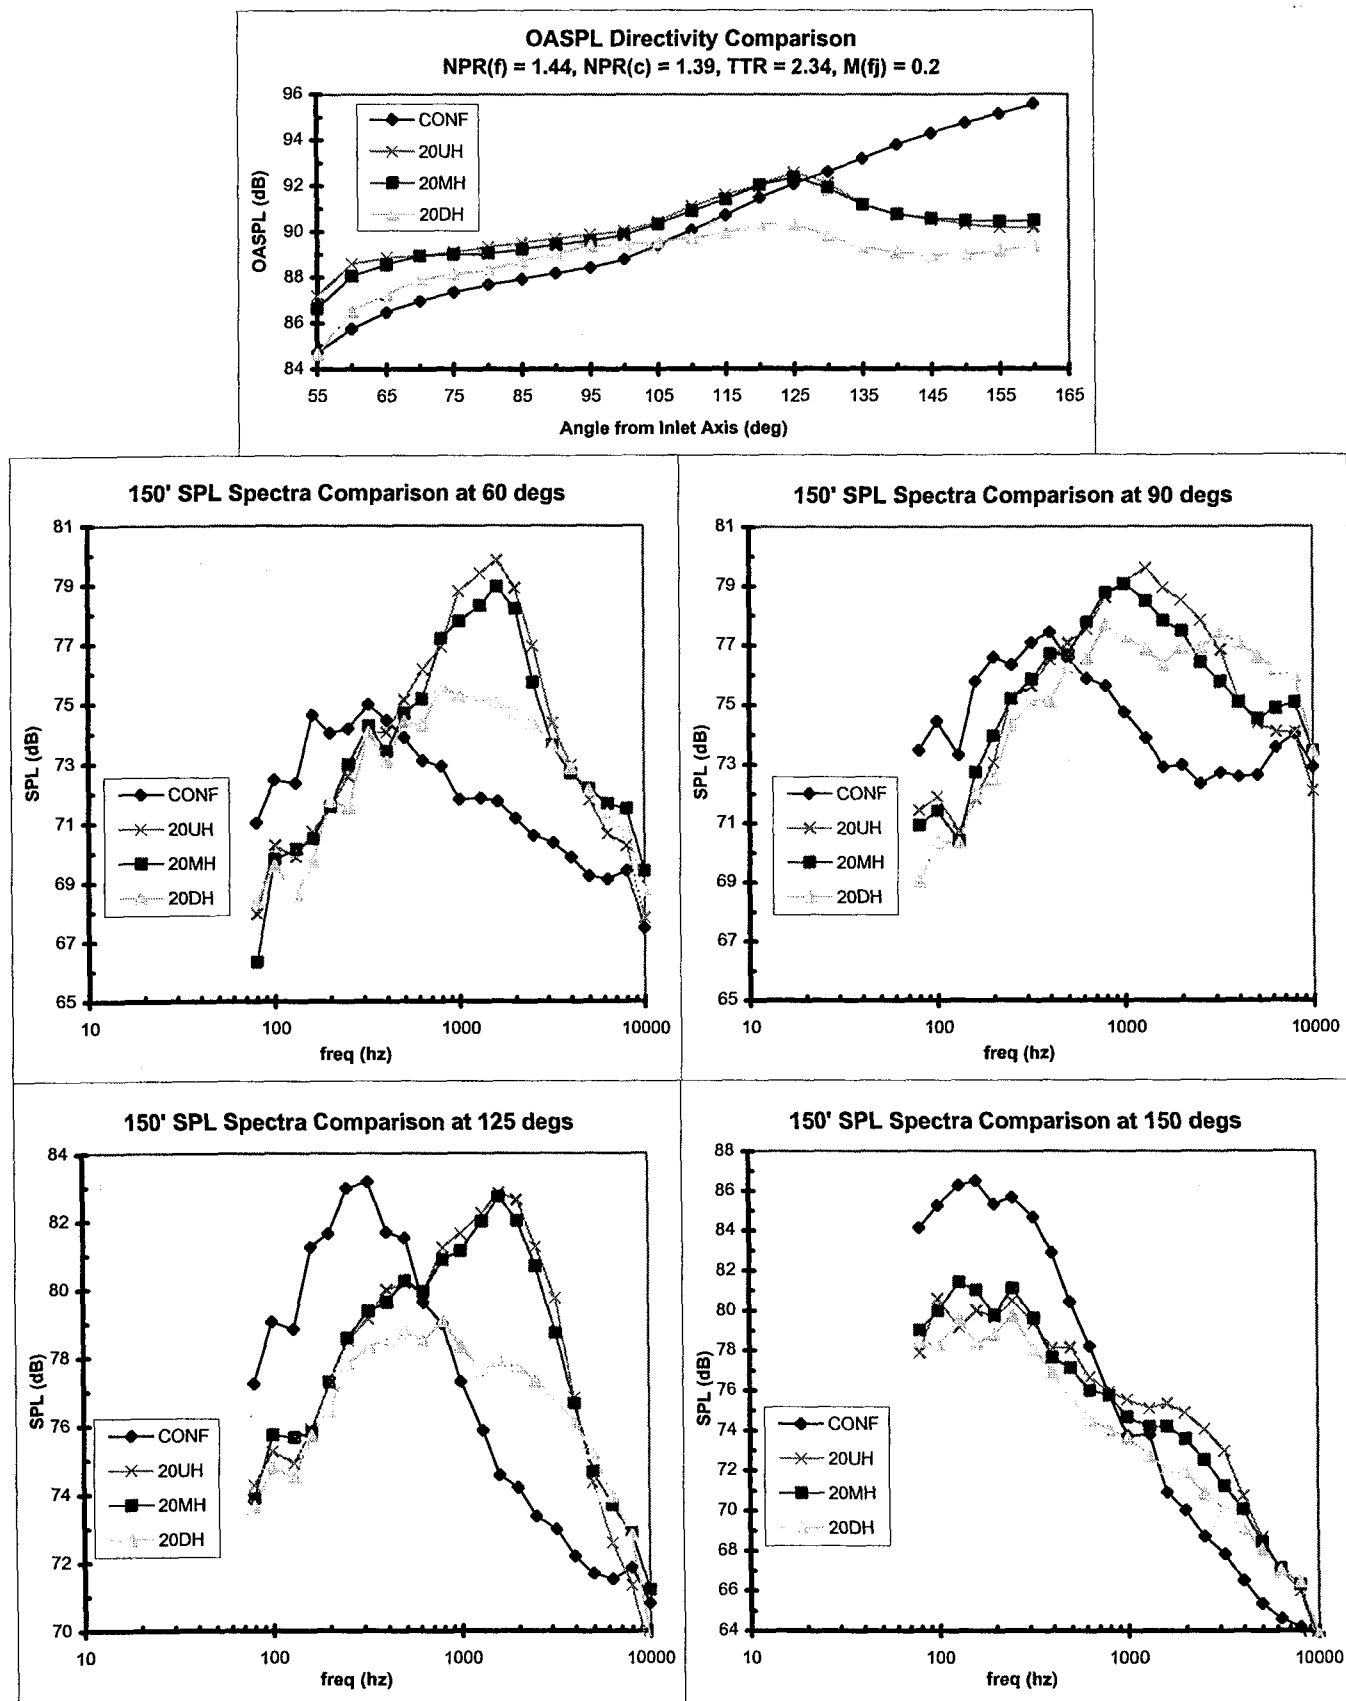 OASPL Directivity Comparison
NPR(f) = 1.44, NPR(c) = 1.39, TTR = 2.34, M(fj) = 0.2
96
94
92
90
88
86
84
OASPL (dB)
CONF
20UH
20MH
20DH
55 65 75 85 95 105 115 125 135 145 155 165
Angle from Inlet Axis (deg)
150' SPL Spectra Comparison at 60 degs
81
79
77
75
73
71
69
67
65
SPL (dB)
CONF
20UH
20MH
20DH
10 100 1000 10000
freq (hz)
150' SPL Spectra Comparison at 90 degs
81
79
77
75
73
71
69
67
65
SPL (dB)
CONF
20UH
20MH
20DH
10 100 1000 10000
freq (hz)
150' SPL Spectra Comparison at 125 degs
84
82
80
78
76
74
72
70
SPL (dB)
CONF
20UH
20MH
20DH
10 100 1000 10000
freq (hz)
150' SPL Spectra Comparison at 150 degs
88
86
84
82
80
78
76
74
72
70
68
66
64
SPL (dB)
CONF
20UH
20MH
20DH
10 100 1000 10000
freq (hz)